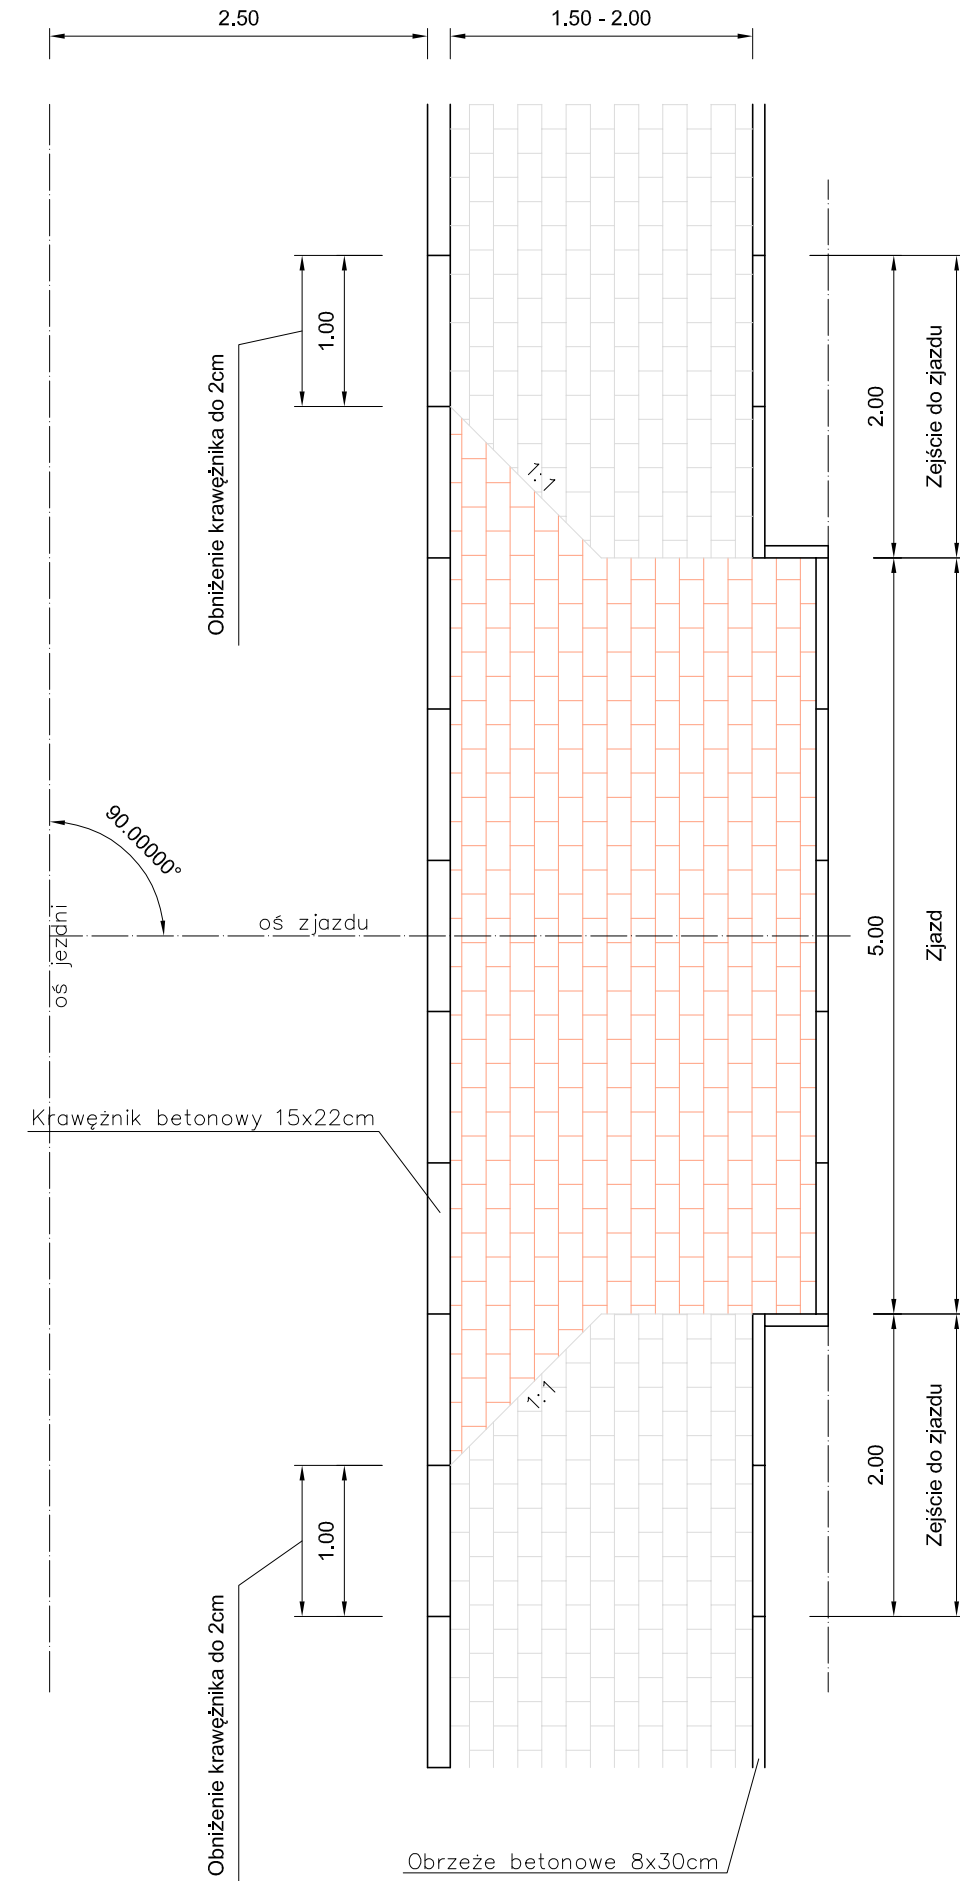 2.50
1.50 - 2.00
1.00
Obniżenie krawężnika do 2cm
2.00
Zejście do zjazdu
1:1
90.00000°
oś zjazdu
oś jezdni
5.00
Zjazd
Krawężnik betonowy 15x22cm
1:1
2.00
Zejście do zjazdu
1.00
Obniżenie krawężnika do 2cm
Obrzeże betonowe 8x30cm